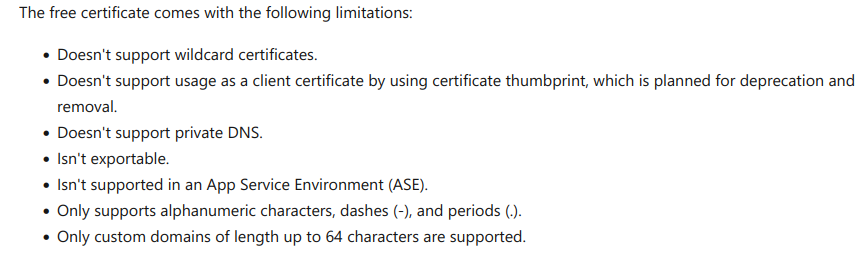 The free certificate comes with the following limitations:
• Doesn't support wildcard certificates.
• Doesn't support usage as a client certificate by using certificate thumbprint, which is planned for deprecation and
removal.
• Doesn't support private DNS.
• Isn't exportable.
• Isn't supported in an App Service Environment (ASE).
• Only supports alphanumeric characters, dashes (-), and periods (.).
• Only custom domains of length up to 64 characters are supported.